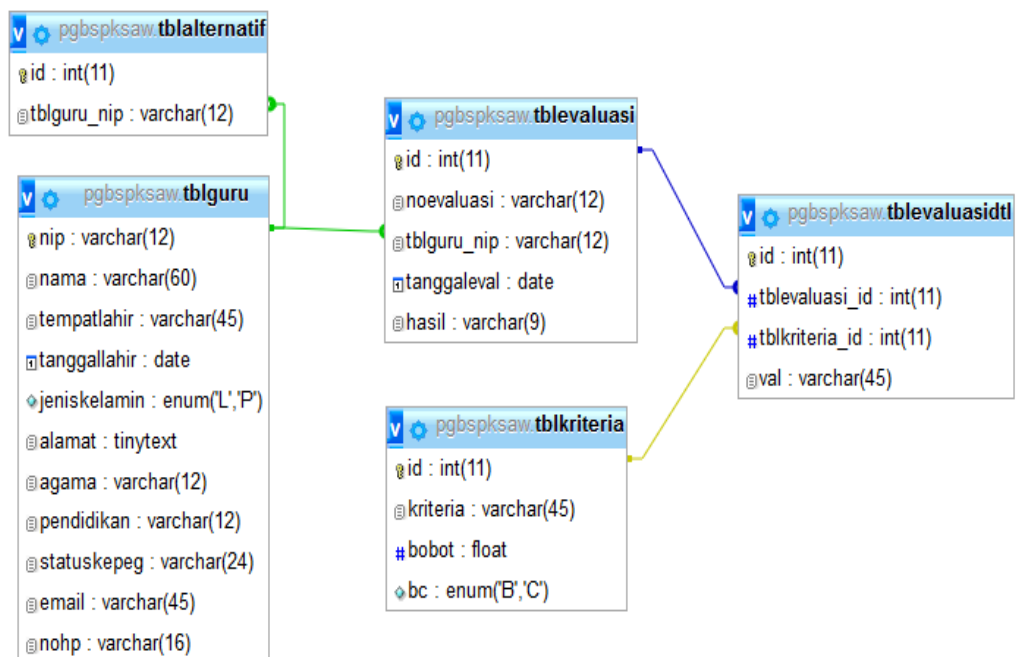 pgbspksaw.tblalternatif
id : int(11)
tblguru_nip : varchar(12)
pgbspksaw.tblguru
nip : varchar(12)
nama : varchar(60)
tempatlahir : varchar(45)
tanggallahir : date
jeniskelamin : enum('L','P')
alamat : tinytext
agama : varchar(12)
pendidikan : varchar(12)
statuskepeg : varchar(24)
email : varchar(45)
nohp : varchar(16)
pgbspksaw.tblevaluasi
id : int(11)
noevaluasi : varchar(12)
tblguru_nip : varchar(12)
tanggaleval : date
hasil : varchar(9)
pgbspksaw.tblkriteria
id : int(11)
kriteria : varchar(45)
bobot : float
bc : enum('B','C')
pgbspksaw.tblevaluasidtl
id : int(11)
tblevaluasi_id : int(11)
tblkriteria_id : int(11)
val : varchar(45)